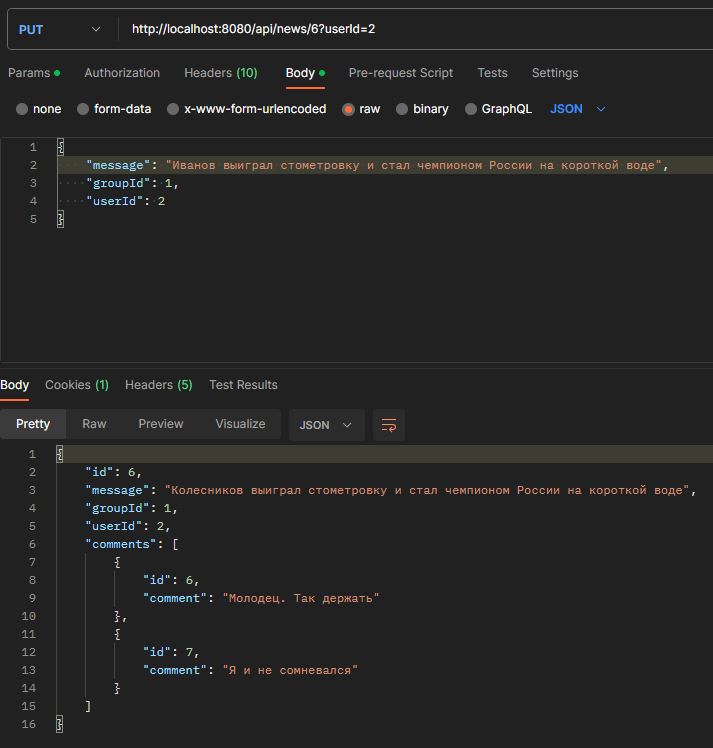 PUT http://localhost:8080/api/news/6?userId=2
Params Authorization Headers (10) Body Pre-request Script Tests Settings
none form-data x-www-form-urlencoded raw binary GraphQL JSON
1 {
2 "message": "Иванов выиграл стометровку и стал чемпионом России на короткой воде",
3 "groupId": 1,
4 "userId": 2
5 }
Body Cookies (1) Headers (5) Test Results
Pretty Raw Preview Visualize JSON
1 {
2 "id": 6,
3 "message": "Колесников выиграл стометровку и стал чемпионом России на короткой воде",
4 "groupId": 1,
5 "userId": 2,
6 "comments": [
7 {
8 "id": 6,
9 "comment": "Молодец. Так держать"
10 },
11 {
12 "id": 7,
13 "comment": "Я и не сомневался"
14 }
15 ]
16 }